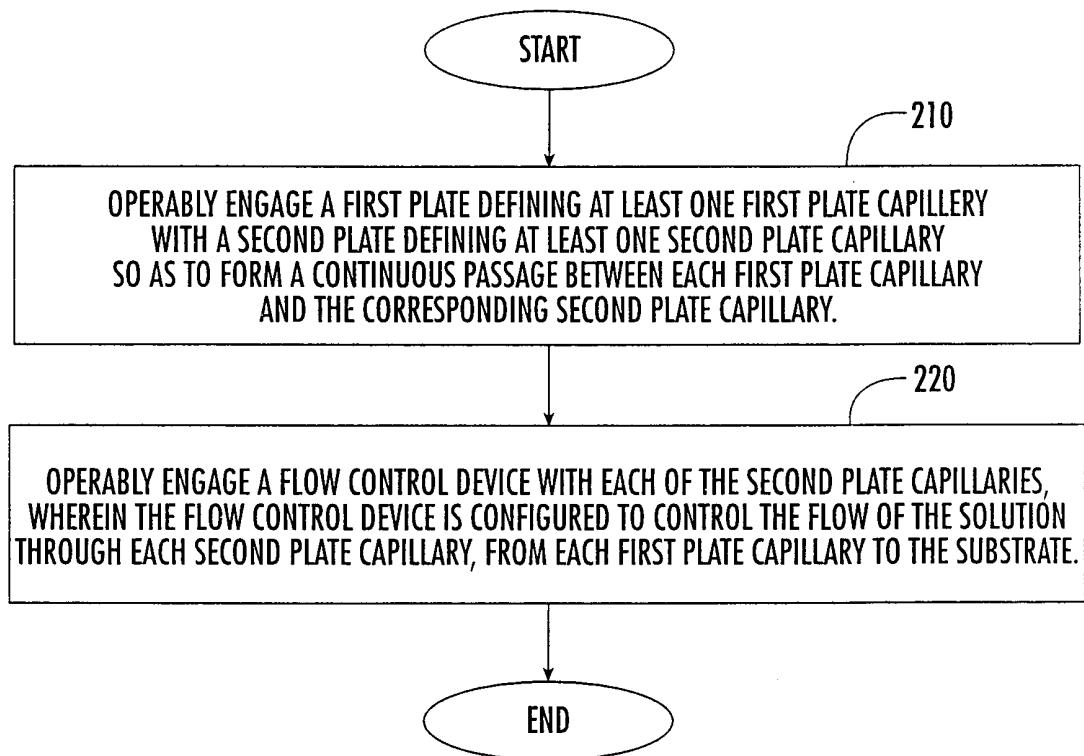 START
210
OPERABLY ENGAGE A FIRST PLATE DEFINING AT LEAST ONE FIRST PLATE CAPILLERY
WITH A SECOND PLATE DEFINING AT LEAST ONE SECOND PLATE CAPILLARY
SO AS TO FORM A CONTINUOUS PASSAGE BETWEEN EACH FIRST PLATE CAPILLARY
AND THE CORRESPONDING SECOND PLATE CAPILLARY.
220
OPERABLY ENGAGE A FLOW CONTROL DEVICE WITH EACH OF THE SECOND PLATE CAPILLARIES,
WHEREIN THE FLOW CONTROL DEVICE IS CONFIGURED TO CONTROL THE FLOW OF THE SOLUTION
THROUGH EACH SECOND PLATE CAPILLARY, FROM EACH FIRST PLATE CAPILLARY TO THE SUBSTRATE.
END